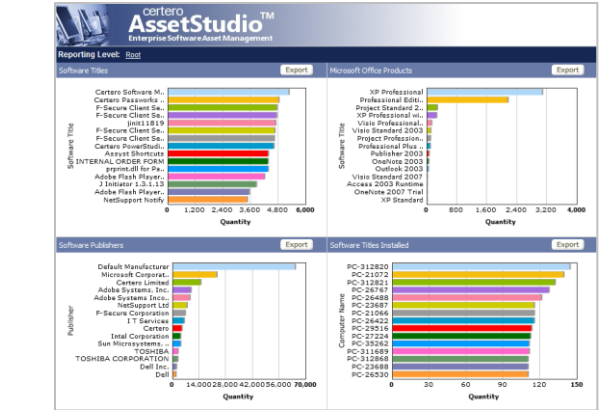 certero
AssetStudio™
Enterprise Software Asset Management
Reporting Level: Root
Software Titles
Export
Software Title
Certero Software M..
Certero Passworks ..
F-Secure Client Se..
F-Secure Client Se..
jinit11819
F-Secure Client Se..
F-Secure Client Se..
Certero PowerStudi..
Assyst Shortcuts
INTERNAL ORDER FORM
prprint.dll for Pa..
Adobe Flash Player..
J Initiator 1.3.1.13
Adobe Flash Player..
NetSupport Notify
0 1,200 2,400 3,600 4,800 6,000
Quantity
Microsoft Office Products
Export
Software Title
XP Professional
Professional Editi..
Project Standard 2..
XP Professional wi..
Visio Professional..
Visio Standard 2003
Project Profession..
Professional Plus ..
Publisher 2003
OneNote 2003
Outlook 2003
Visio Standard 2007
Access 2003 Runtime
OneNote 2007 Trial
XP Standard
0 800 1,600 2,400 3,200 4,000
Quantity
Software Publishers
Export
Publisher
Default Manufacturer
Microsoft Corporat..
Certero Limited
Adobe Systems, Inc.
Adobe Systems Inco..
NetSupport Ltd
F-Secure Corporation
I T Services
Certero
Intel Corporation
Sun Microsystems, ..
TOSHIBA
TOSHIBA CORPORATION
Dell Inc.
Dell
0 14,000 28,000 42,000 56,000 70,000
Quantity
Software Titles Installed
Export
Computer Name
PC-312820
PC-21072
PC-312821
PC-26767
PC-26488
PC-23687
PC-21066
PC-26422
PC-29516
PC-27224
PC-35262
PC-311689
PC-312868
PC-23688
PC-26530
0 30 60 90 120 150
Quantity